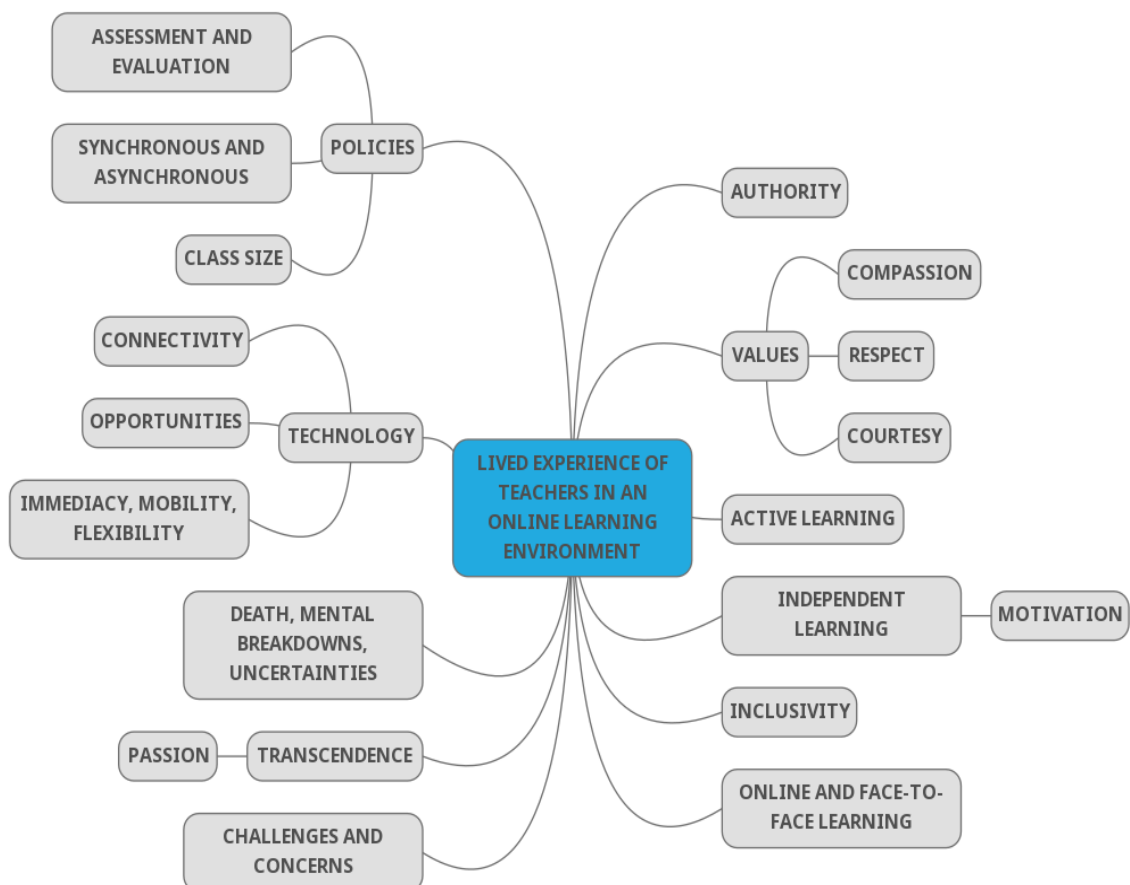 ASSESSMENT AND
EVALUATION
SYNCHRONOUS AND
ASYNCHRONOUS
CLASS SIZE
POLICIES
CONNECTIVITY
OPPORTUNITIES
IMMEDIACY, MOBILITY,
FLEXIBILITY
TECHNOLOGY
DEATH, MENTAL
BREAKDOWNS,
UNCERTAINTIES
PASSION
TRANSCENDENCE
CHALLENGES AND
CONCERNS
LIVED EXPERIENCE OF
TEACHERS IN AN
ONLINE LEARNING
ENVIRONMENT
AUTHORITY
VALUES
COMPASSION
RESPECT
COURTESY
ACTIVE LEARNING
INDEPENDENT
LEARNING
MOTIVATION
INCLUSIVITY
ONLINE AND FACE-TO-
FACE LEARNING